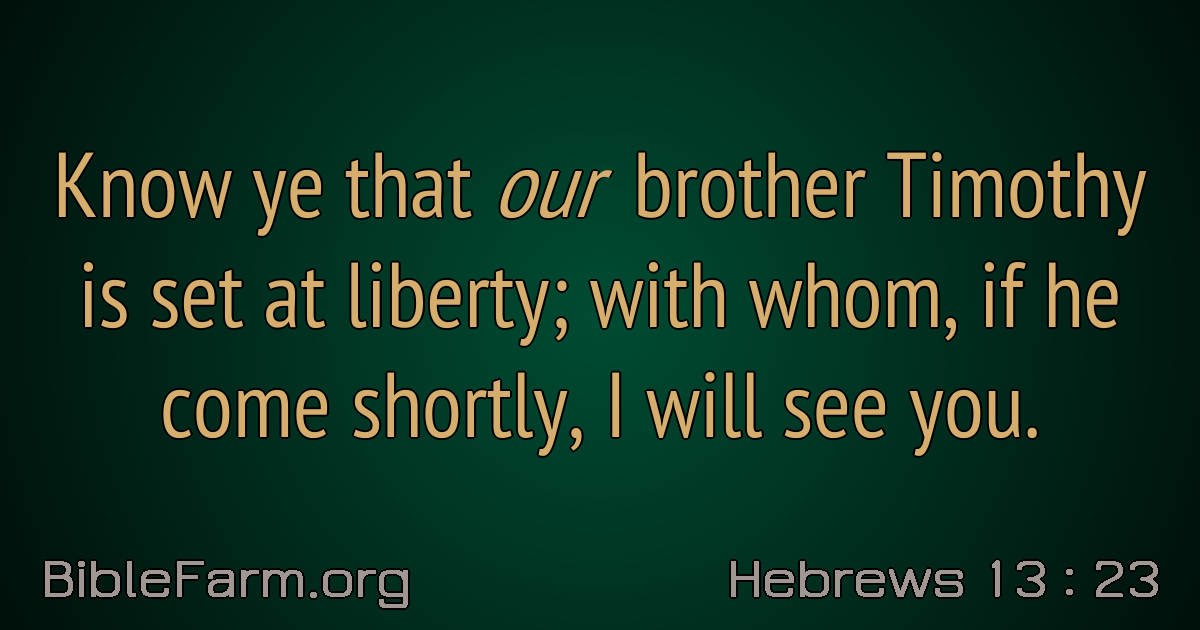 Know ye that our brother Timothy
is set at liberty; with whom, if he
come shortly, I will see you.
BibleFarm.org
Hebrews 13 : 23